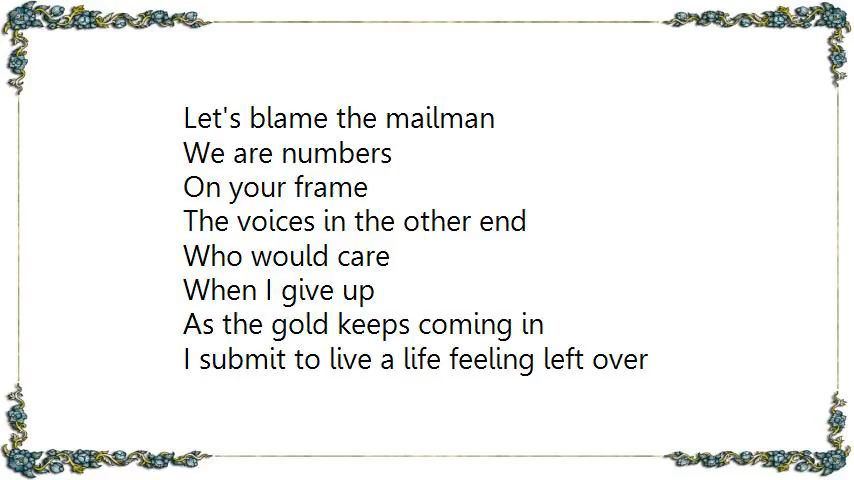 Let's blame the mailman
We are numbers
On your frame
The voices in the other end
Who would care
When I give up
As the gold keeps coming in
I submit to live a life feeling left over